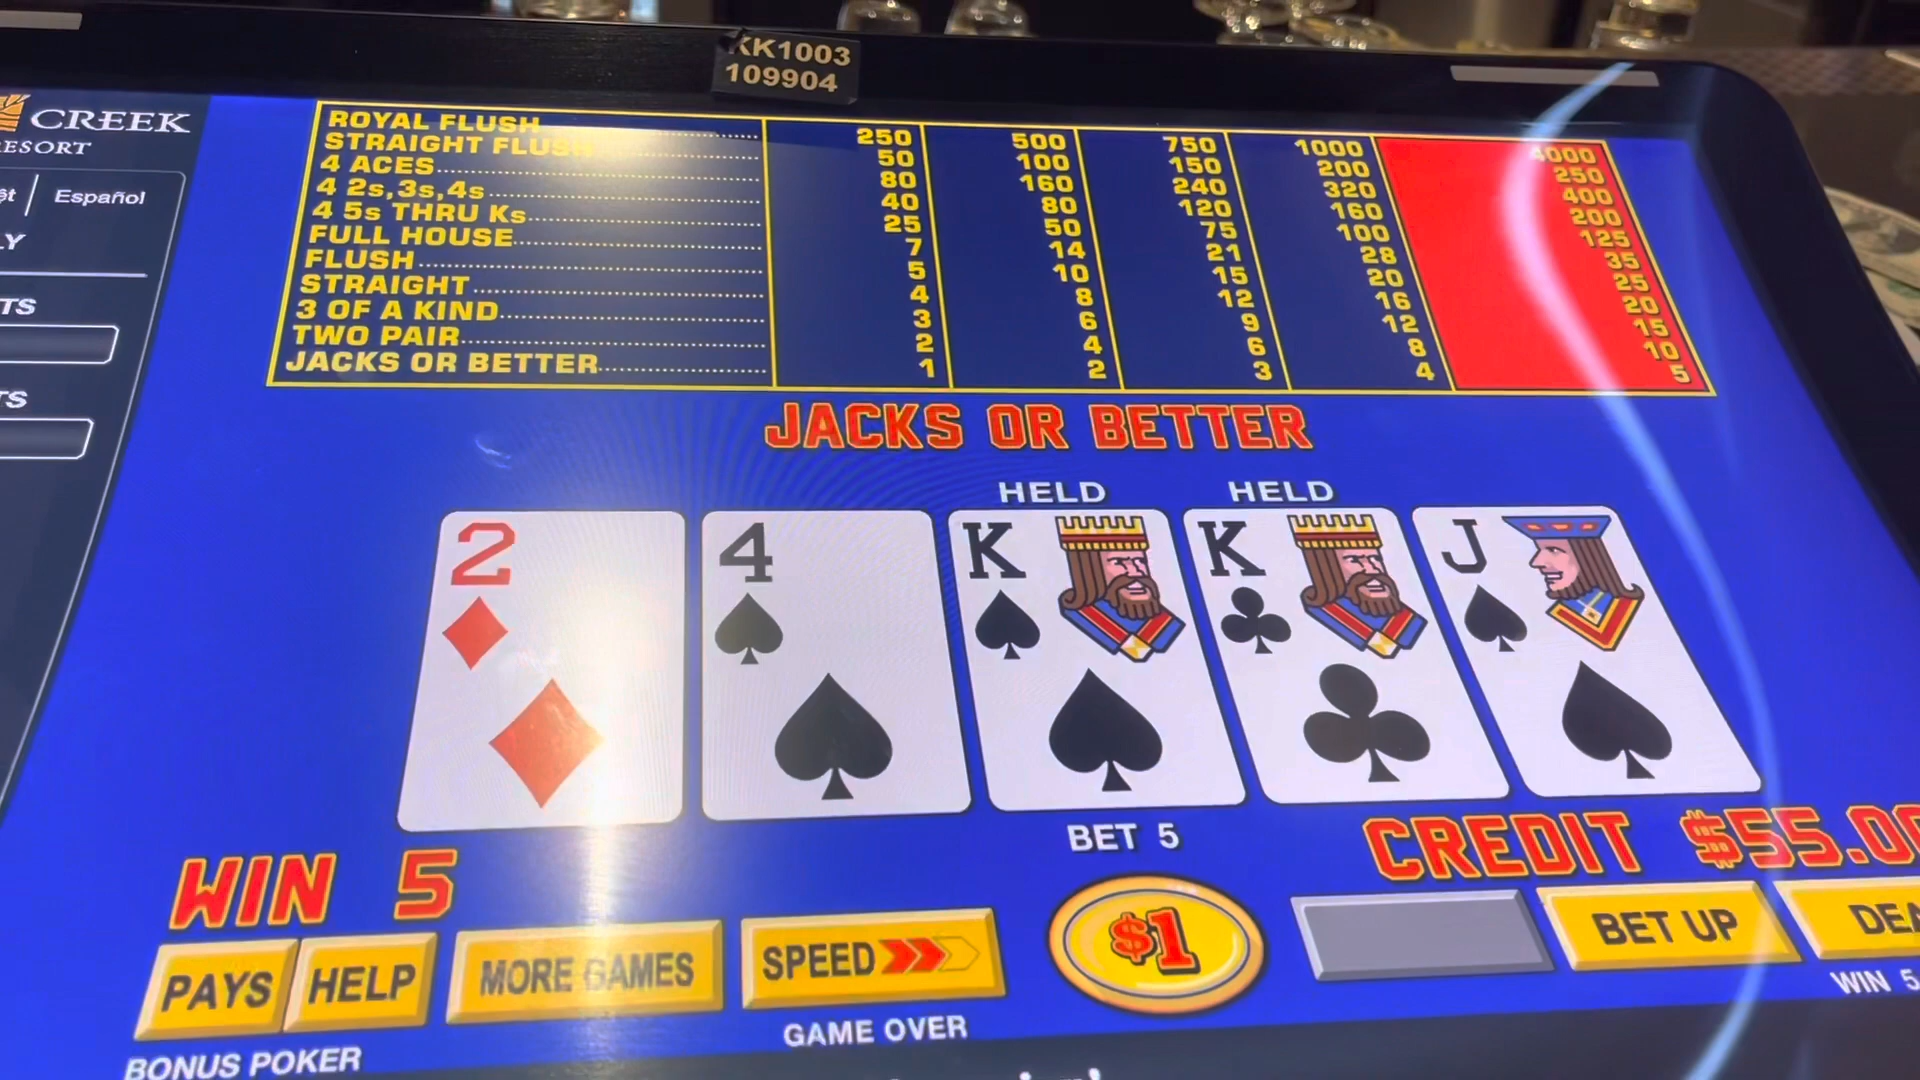 KK1003
109904
CREEK
RESORT
Español
ROYAL FLUSH 250 500 750 1000 4000
STRAIGHT FLUSH 50 100 150 200 250
4 ACES 80 160 240 320 400
4 2s,3s,4s 40 80 120 160 200
4 5s THRU Ks 25 50 75 100 125
FULL HOUSE 7 14 21 28 35
FLUSH 5 10 15 20 25
STRAIGHT 4 8 12 16 20
3 OF A KIND 3 6 9 12 15
TWO PAIR 2 4 6 8 10
JACKS OR BETTER 1 2 3 4 5
JACKS OR BETTER
HELD HELD
2 4 K K J
BET 5
WIN 5
CREDIT $55.00
PAYS
HELP
MORE GAMES
SPEED
$1
BET UP
DEA
WIN 5
GAME OVER
BONUS POKER